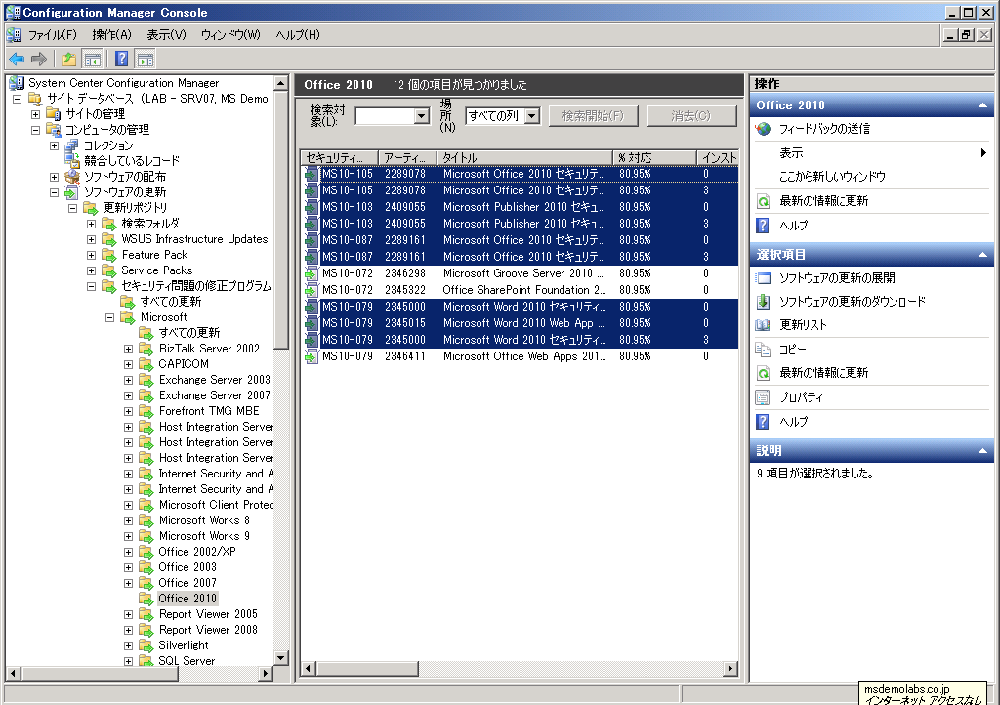 Configuration Manager Console
ファイル(F) 操作(A) 表示(V) ウィンドウ(W) ヘルプ(H)
System Center Configuration Manager
サイト データベース (LAB - SRV07, MS Demo
サイトの管理
コンピュータの管理
コレクション
競合しているレコード
ソフトウェアの配布
ソフトウェアの更新
更新リポジトリ
検索フォルダ
WSUS Infrastructure Updates
Feature Pack
Service Packs
セキュリティ問題の修正プログラム
すべての更新
Microsoft
すべての更新
BizTalk Server 2002
CAPICOM
Exchange Server 2003
Exchange Server 2007
Forefront TMG MBE
Host Integration Server
Host Integration Server
Host Integration Server
Internet Security and A
Internet Security and A
Microsoft Client Protec
Microsoft Works 8
Microsoft Works 9
Office 2002/XP
Office 2003
Office 2007
Office 2010
Report Viewer 2005
Report Viewer 2008
Silverlight
SQL Server
Office 2010 12 個の項目が見つかりました
検索対象(L): 場所(N) すべての列 検索開始(F) 消去(C)
セキュリティ... アーティ... タイトル % 対応 インスト
MS10-105 2289078 Microsoft Office 2010 セキュリテ... 80.95% 0
MS10-105 2289078 Microsoft Office 2010 セキュリテ... 80.95% 3
MS10-103 2409055 Microsoft Publisher 2010 セキュ... 80.95% 0
MS10-103 2409055 Microsoft Publisher 2010 セキュ... 80.95% 3
MS10-087 2289161 Microsoft Office 2010 セキュリテ... 80.95% 0
MS10-087 2289161 Microsoft Office 2010 セキュリテ... 80.95% 3
MS10-072 2346298 Microsoft Groove Server 2010 ... 80.95% 0
MS10-072 2345322 Office SharePoint Foundation 2... 80.95% 0
MS10-079 2345000 Microsoft Word 2010 セキュリティ... 80.95% 0
MS10-079 2345015 Microsoft Word 2010 Web App ... 80.95% 0
MS10-079 2345000 Microsoft Word 2010 セキュリティ... 80.95% 3
MS10-079 2346411 Microsoft Office Web Apps 201... 80.95% 0
操作
Office 2010
フィードバックの送信
表示
ここから新しいウィンドウ
最新の情報に更新
ヘルプ
選択項目
ソフトウェアの更新の展開
ソフトウェアの更新のダウンロード
更新リスト
コピー
最新の情報に更新
プロパティ
ヘルプ
説明
9 項目が選択されました。
msdemolabs.co.jp
インターネット アクセスなし